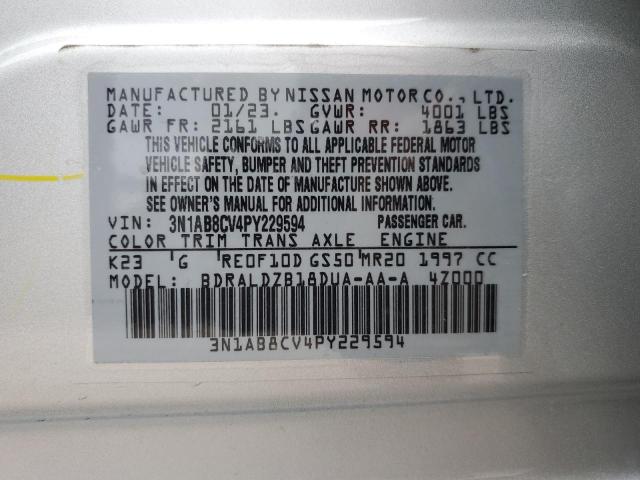 MANUFACTURED BY NISSAN MOTOR CO., LTD.
DATE: 01/23. GVWR: 4001 LBS
GAWR FR: 2161 LBS GAWR RR: 1863 LBS
THIS VEHICLE CONFORMS TO ALL APPLICABLE FEDERAL MOTOR
VEHICLE SAFETY, BUMPER AND THEFT PREVENTION STANDARDS
IN EFFECT ON THE DATE OF MANUFACTURE SHOWN ABOVE.
SEE OWNER'S MANUAL FOR ADDITIONAL INFORMATION.
VIN: 3N1AB8CV4PY229594 PASSENGER CAR.
COLOR TRIM TRANS AXLE ENGINE
K23 G RE0F10D GS50 MR20 1997 CC
MODEL: BDRALDZB18DUA-AA-A 4Z000
3N1AB8CV4PY229594